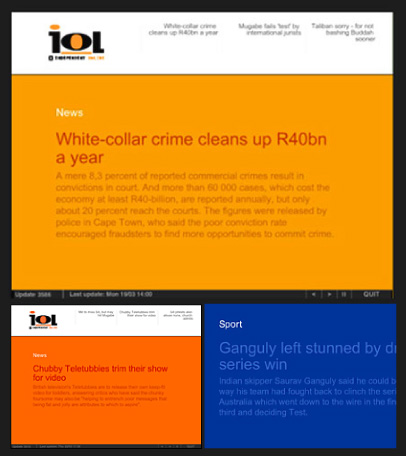 iOL
INDEPENDENT ONLINE
White-collar crime
cleans up R40bn a year
Mugabe fails 'test' by
international jurists
Taliban sorry - for not
bashing Buddah
sooner
News
White-collar crime cleans up R40bn
a year
A mere 8,3 percent of reported commercial crimes result in
convictions in court. And more than 60 000 cases, which cost the
economy at least R40-billion, are reported annually, but only
about 20 percent reach the courts. The figures were released by
police in Cape Town, who said the poor conviction rate
encouraged fraudsters to find more opportunities to commit crime.
Update: 3586 Last update: Mon 19/03 14:00
QUIT
iOL
News
Chubby Teletubbies trim their show
for video
Sport
Ganguly left stunned by dr
series win
Indian skipper Saurav Ganguly said he could b
way his team had fought back to clinch the seri
Australia which went down to the wire in the fin
third and deciding Test.